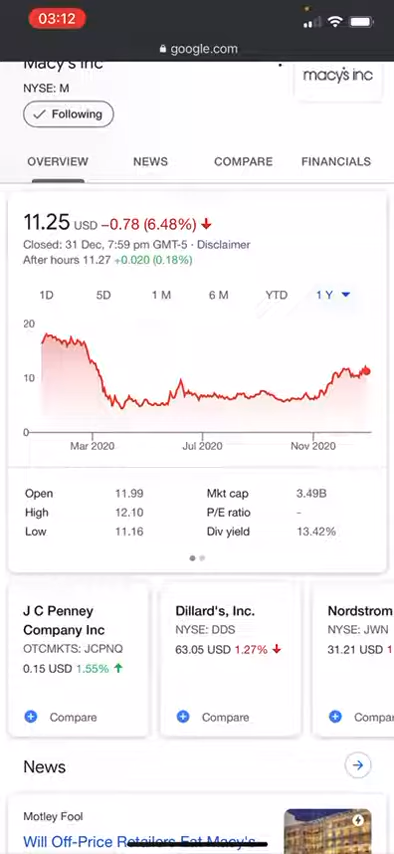 03:12
google.com
Macy's Inc
macy's inc
NYSE: M
Following
OVERVIEW NEWS COMPARE FINANCIALS
11.25 USD −0.78 (6.48%)
Closed: 31 Dec, 7:59 pm GMT-5 · Disclaimer
After hours 11.27 +0.020 (0.18%)
1D 5D 1 M 6 M YTD 1 Y
20
10
0
Mar 2020 Jul 2020 Nov 2020
Open 11.99 Mkt cap 3.49B
High 12.10 P/E ratio -
Low 11.16 Div yield 13.42%
J C Penney
Company Inc
OTCMKTS: JCPNQ
0.15 USD 1.55%
Compare
Dillard's, Inc.
NYSE: DDS
63.05 USD 1.27%
Compare
Nordstrom
NYSE: JWN
31.21 USD 1
Compar
News
Motley Fool
Will Off-Price Retailers Eat Macy's